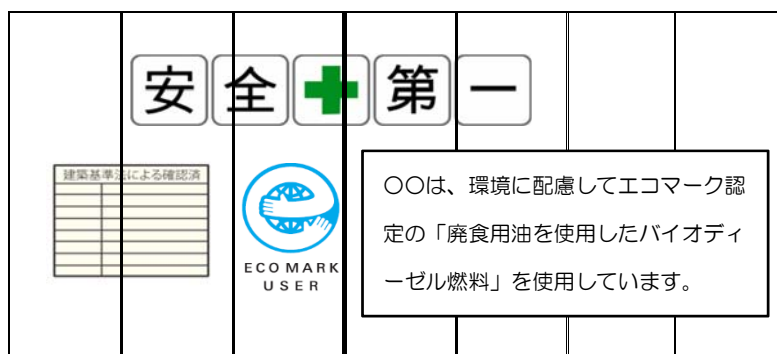 安全✚第一
建築基準法による確認済
ECO MARK
USER
〇〇は、環境に配慮してエコマーク認
定の「廃食用油を使用したバイオディ
ーゼル燃料」を使用しています。